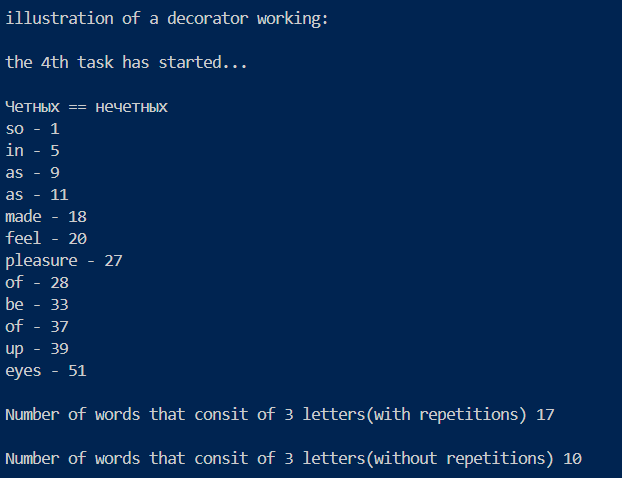 illustration of a decorator working:
the 4th task has started...
Четных == нечетных
so - 1
in - 5
as - 9
as - 11
made - 18
feel - 20
pleasure - 27
of - 28
be - 33
of - 37
up - 39
eyes - 51
Number of words that consit of 3 letters(with repetitions) 17
Number of words that consit of 3 letters(without repetitions) 10